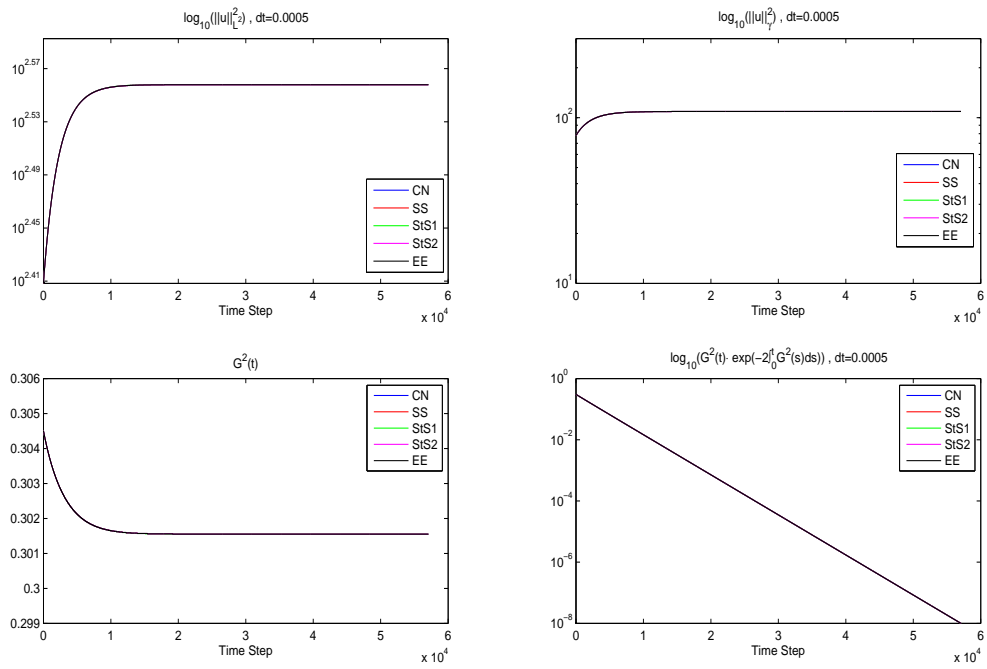 log10(||u||²L²) , dt=0.0005
10^2.57
10^2.53
10^2.49
10^2.45
10^2.41
CN
SS
StS1
StS2
EE
0 1 2 3 4 5 6
Time Step
x 10^4
log10(||u||²γ) , dt=0.0005
10^2
10^1
CN
SS
StS1
StS2
EE
0 1 2 3 4 5 6
Time Step
x 10^4
G²(t)
0.306
0.305
0.304
0.303
0.302
0.301
0.3
0.299
CN
SS
StS1
StS2
EE
0 1 2 3 4 5 6
Time Step
x 10^4
log10(G²(t)· exp(−2∫0^t G²(s)ds)) , dt=0.0005
10^0
10^−2
10^−4
10^−6
10^−8
CN
SS
StS1
StS2
EE
0 1 2 3 4 5 6
Time Step
x 10^4